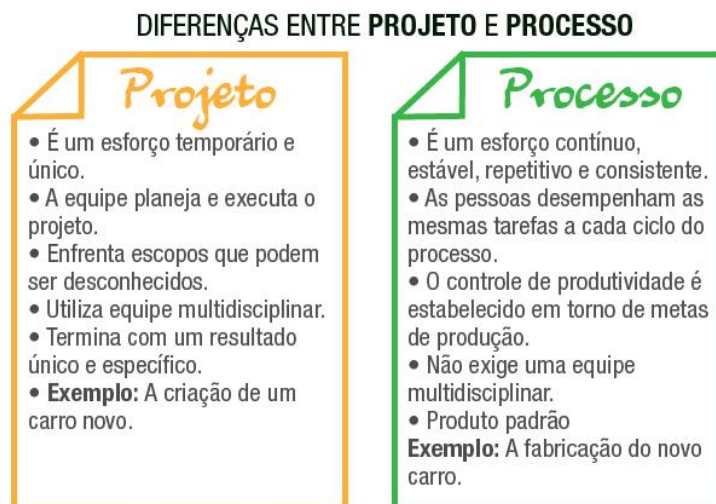 DIFERENÇAS ENTRE PROJETO E PROCESSO
Projeto
• É um esforço temporário e
único.
• A equipe planeja e executa o
projeto.
• Enfrenta escopos que podem
ser desconhecidos.
• Utiliza equipe multidisciplinar.
• Termina com um resultado
único e específico.
• Exemplo: A criação de um
carro novo.
Processo
• É um esforço contínuo,
estável, repetitivo e consistente.
• As pessoas desempenham as
mesmas tarefas a cada ciclo do
processo.
• O controle de produtividade é
estabelecido em torno de metas
de produção.
• Não exige uma equipe
multidisciplinar.
• Produto padrão
Exemplo: A fabricação do novo
carro.